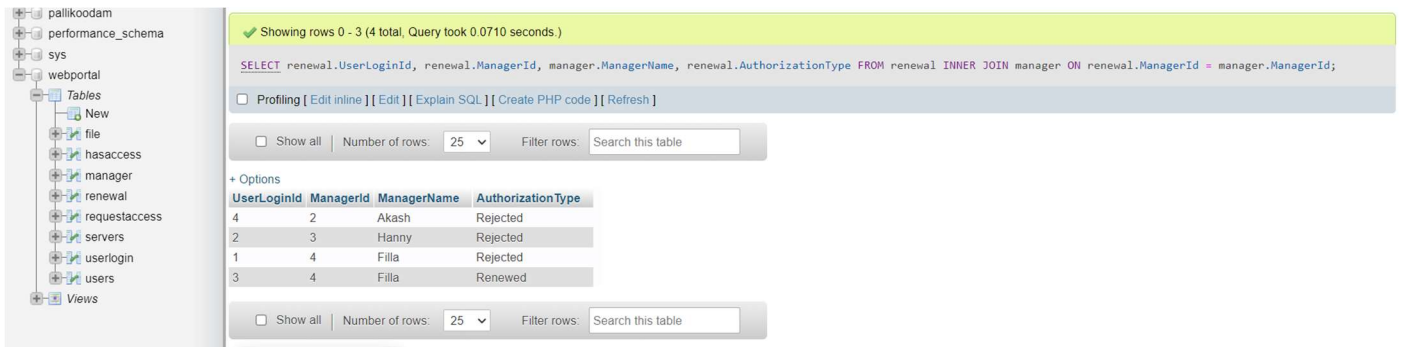 pallikoodam
performance_schema
sys
webportal
Tables
New
file
hasaccess
manager
renewal
requestaccess
servers
userlogin
users
Views
Showing rows 0 - 3 (4 total, Query took 0.0710 seconds.)
SELECT renewal.UserLoginId, renewal.ManagerId, manager.ManagerName, renewal.AuthorizationType FROM renewal INNER JOIN manager ON renewal.ManagerId = manager.ManagerId;
Profiling [ Edit inline ] [ Edit ] [ Explain SQL ] [ Create PHP code ] [ Refresh ]
Show all | Number of rows: 25 Filter rows: Search this table
+ Options
UserLoginId ManagerId ManagerName AuthorizationType
4 2 Akash Rejected
2 3 Hanny Rejected
1 4 Filla Rejected
3 4 Filla Renewed
Show all | Number of rows: 25 Filter rows: Search this table